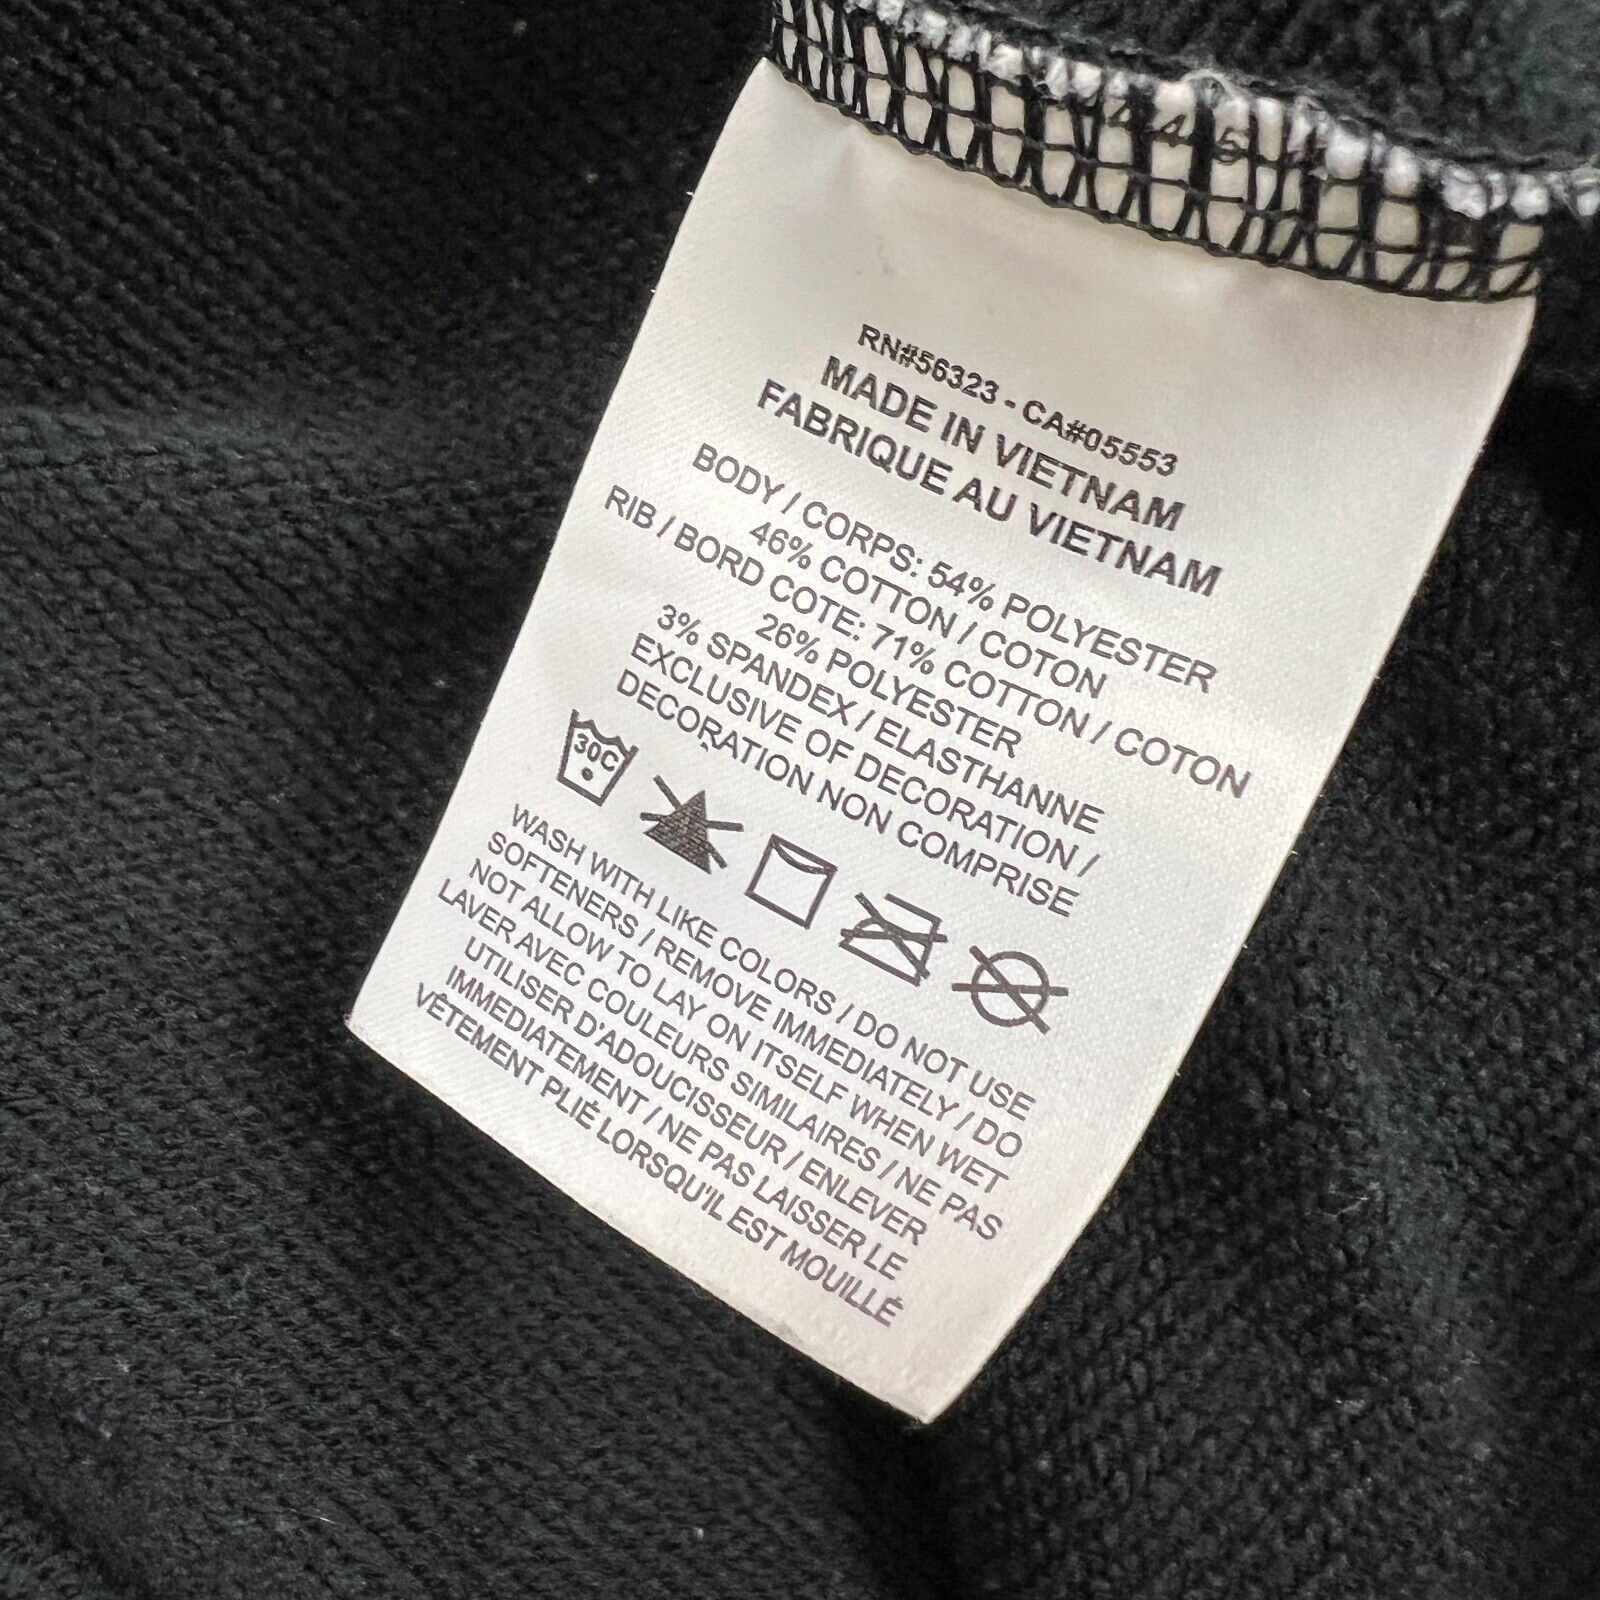 RN#56323 - CA#05553
MADE IN VIETNAM
FABRIQUE AU VIETNAM
BODY / CORPS: 54% POLYESTER
46% COTTON / COTON
RIB / BORD COTE: 71% COTTON / COTON
26% POLYESTER
3% SPANDEX / ELASTHANNE
EXCLUSIVE OF DECORATION /
DECORATION NON COMPRISE
30C
WASH WITH LIKE COLORS / DO NOT USE
SOFTENERS / REMOVE IMMEDIATELY / DO
NOT ALLOW TO LAY ON ITSELF WHEN WET
LAVER AVEC COULEURS SIMILAIRES / NE PAS
UTILISER D'ADOUCISSEUR / ENLEVER
IMMEDIATEMENT / NE PAS LAISSER LE
VÊTEMENT PLIÉ LORSQU'IL EST MOUILLÉ